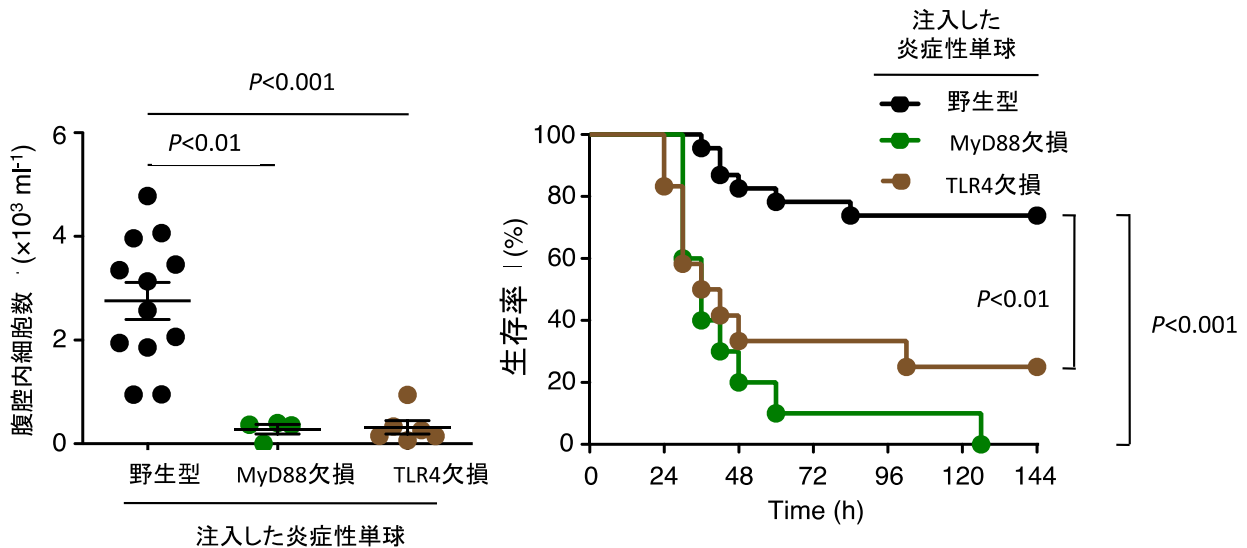 P<0.001
P<0.01
腹腔内細胞数 (×10³ ml⁻¹)
6
4
2
0
野生型 MyD88欠損 TLR4欠損
注入した炎症性単球
注入した
炎症性単球
野生型
MyD88欠損
TLR4欠損
生存率 (%)
100
80
60
40
20
0
0 24 48 72 96 120 144
Time (h)
P<0.01
P<0.001